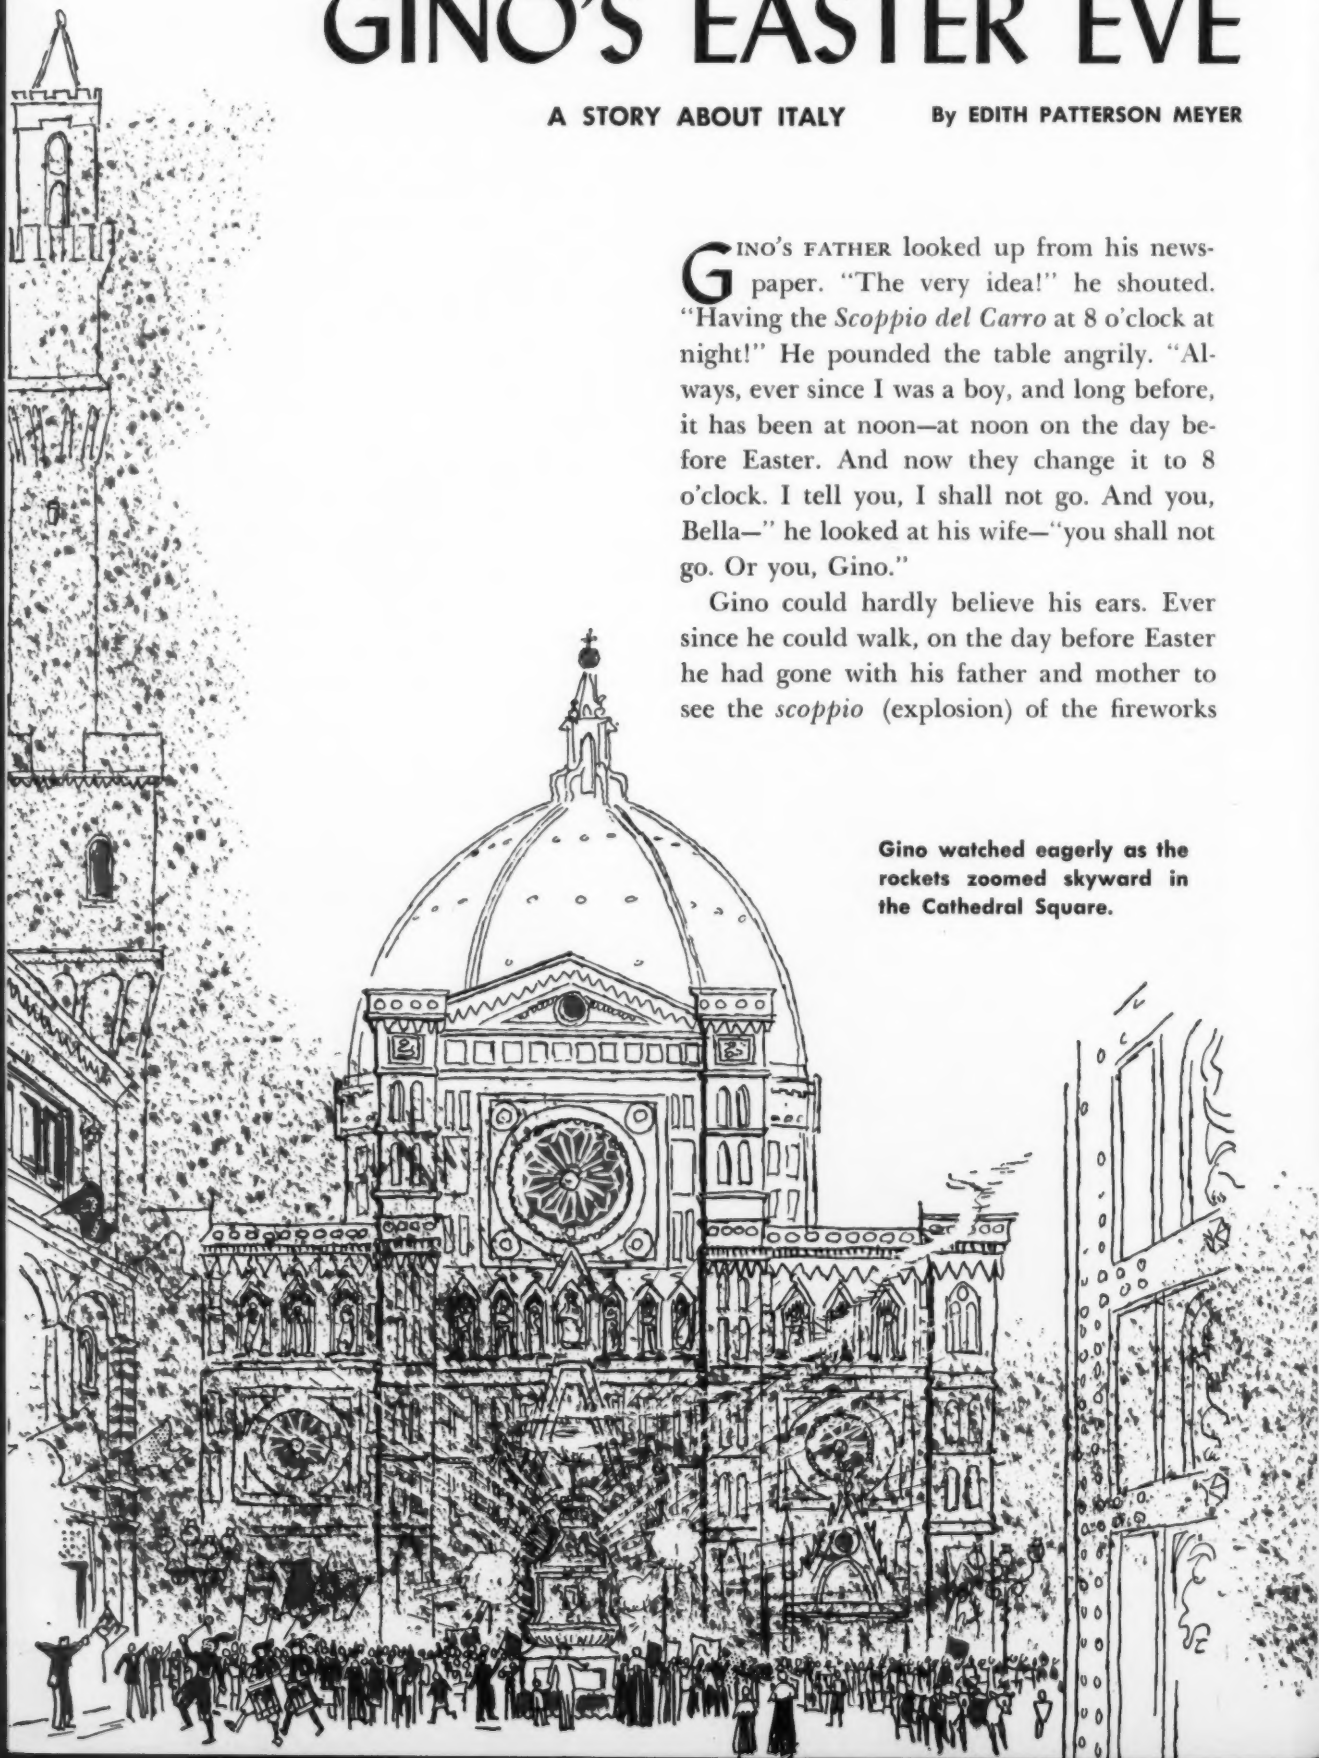 GINO'S EASTER EVE
A STORY ABOUT ITALY By EDITH PATTERSON MEYER
GINO'S FATHER looked up from his news-
paper. "The very idea!" he shouted.
"Having the Scoppio del Carro at 8 o'clock at
night!" He pounded the table angrily. "Al-
ways, ever since I was a boy, and long before,
it has been at noon—at noon on the day be-
fore Easter. And now they change it to 8
o'clock. I tell you, I shall not go. And you,
Bella—" he looked at his wife—"you shall not
go. Or you, Gino."
Gino could hardly believe his ears. Ever
since he could walk, on the day before Easter
he had gone with his father and mother to
see the scoppio (explosion) of the fireworks
Gino watched eagerly as the
rockets zoomed skyward in
the Cathedral Square.